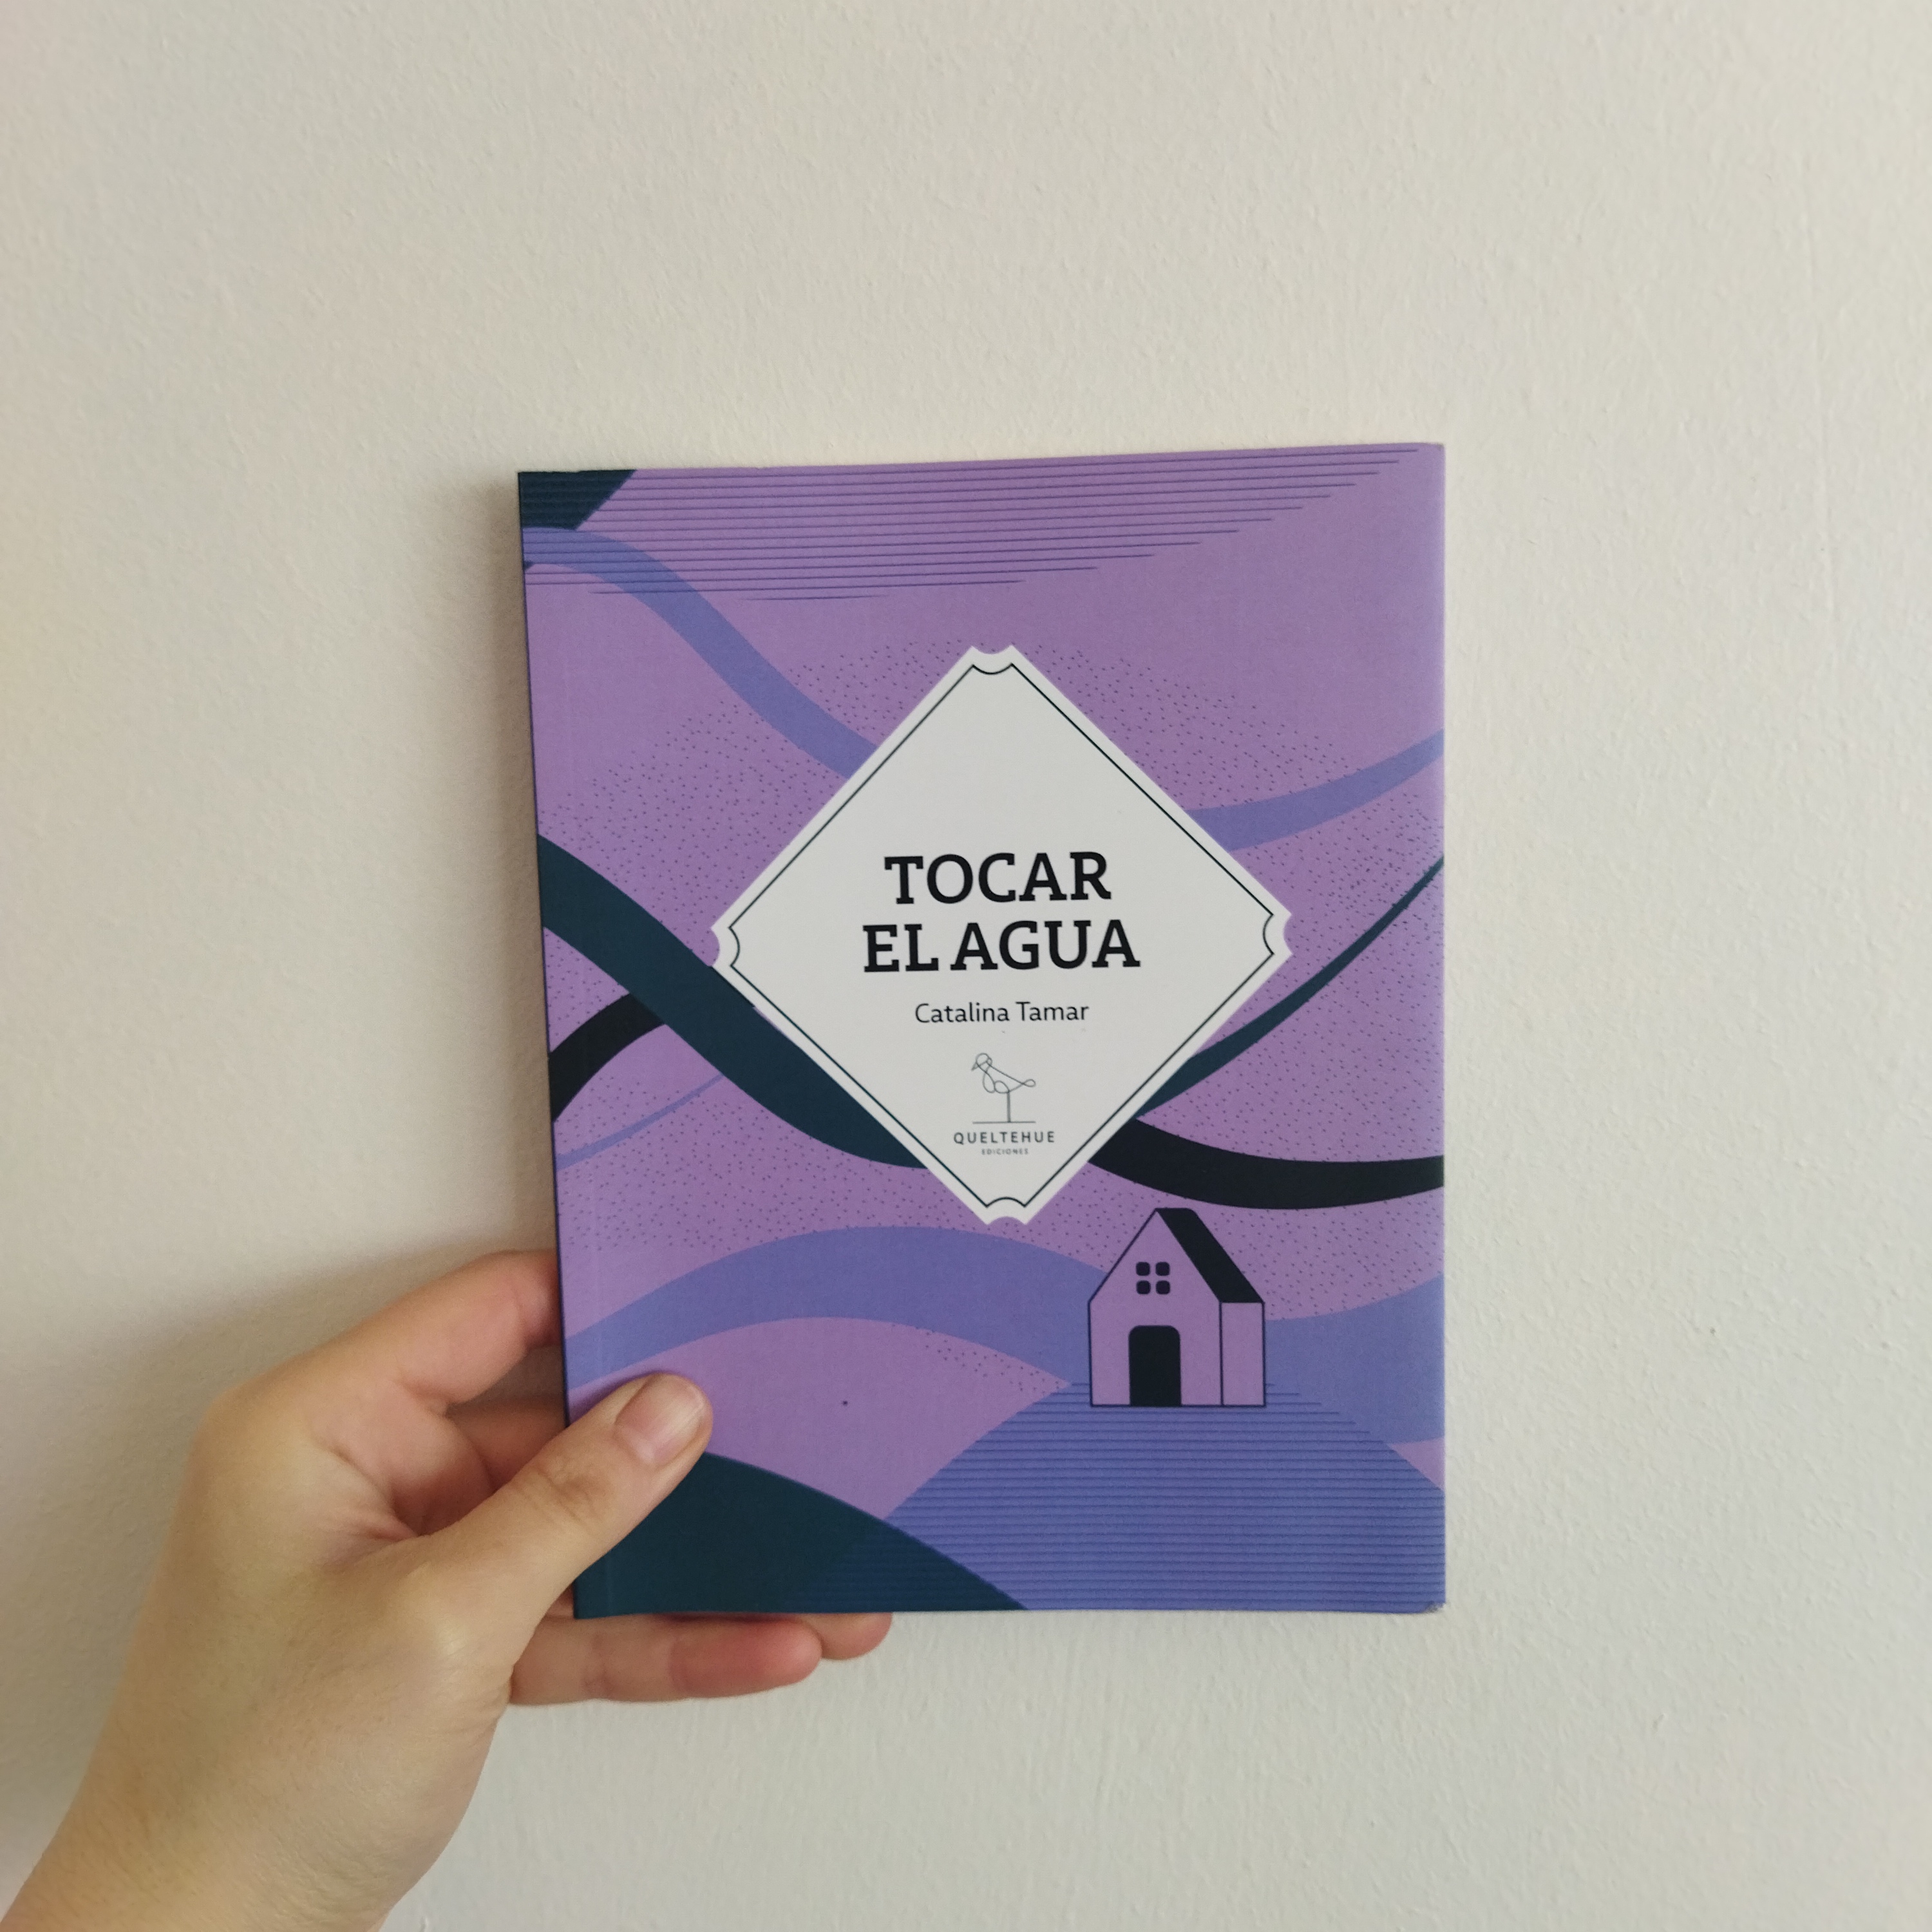 TOCAR
EL AGUA
Catalina Tamar
QUELTEHUE
EDICIONES